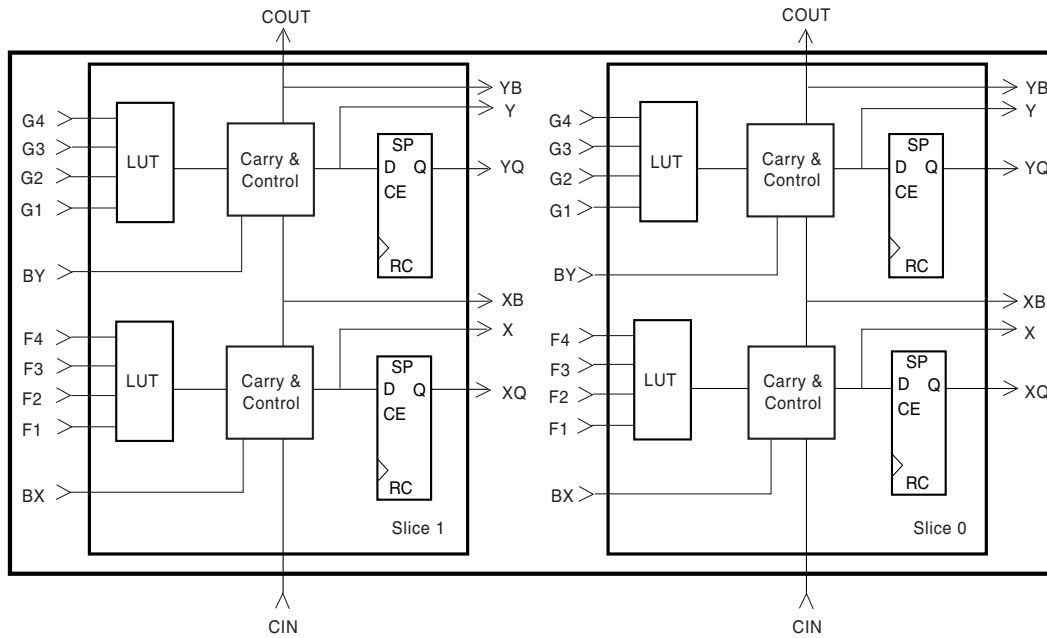 COUT
YB
Y
G4
G3
G2
G1
LUT
Carry &
Control
SP
D Q
CE
RC
YQ
BY
XB
X
F4
F3
F2
F1
LUT
Carry &
Control
SP
D Q
CE
RC
XQ
BX
Slice 1
CIN
COUT
YB
Y
G4
G3
G2
G1
LUT
Carry &
Control
SP
D Q
CE
RC
YQ
BY
XB
X
F4
F3
F2
F1
LUT
Carry &
Control
SP
D Q
CE
RC
XQ
BX
Slice 0
CIN